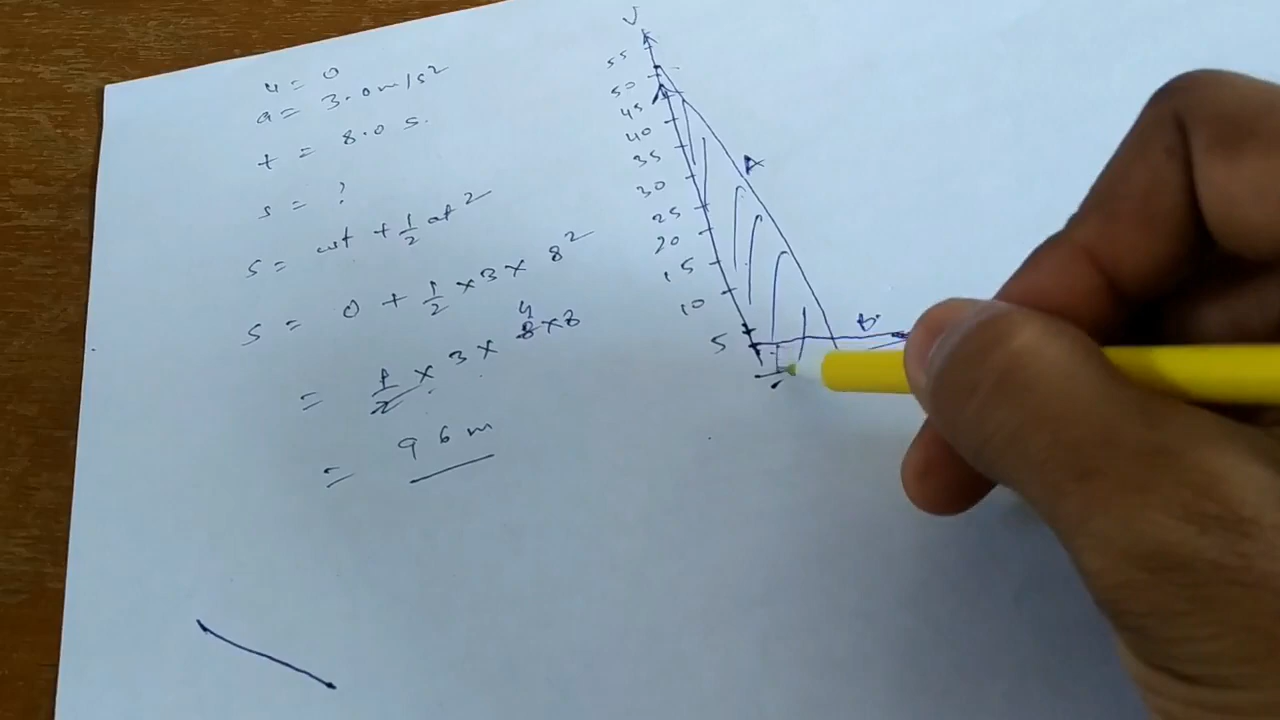 u = 0
a = 3.0 m/s²
t = 8.0 s.
s = ?
s = ut + 1/2 at²
s = 0 + 1/2 × 3 × 8²
= 1/2 × 3 × 8 × 8
4
= 96 m
V
55
50
45
40
35
30
25
20
15
10
5
A
B